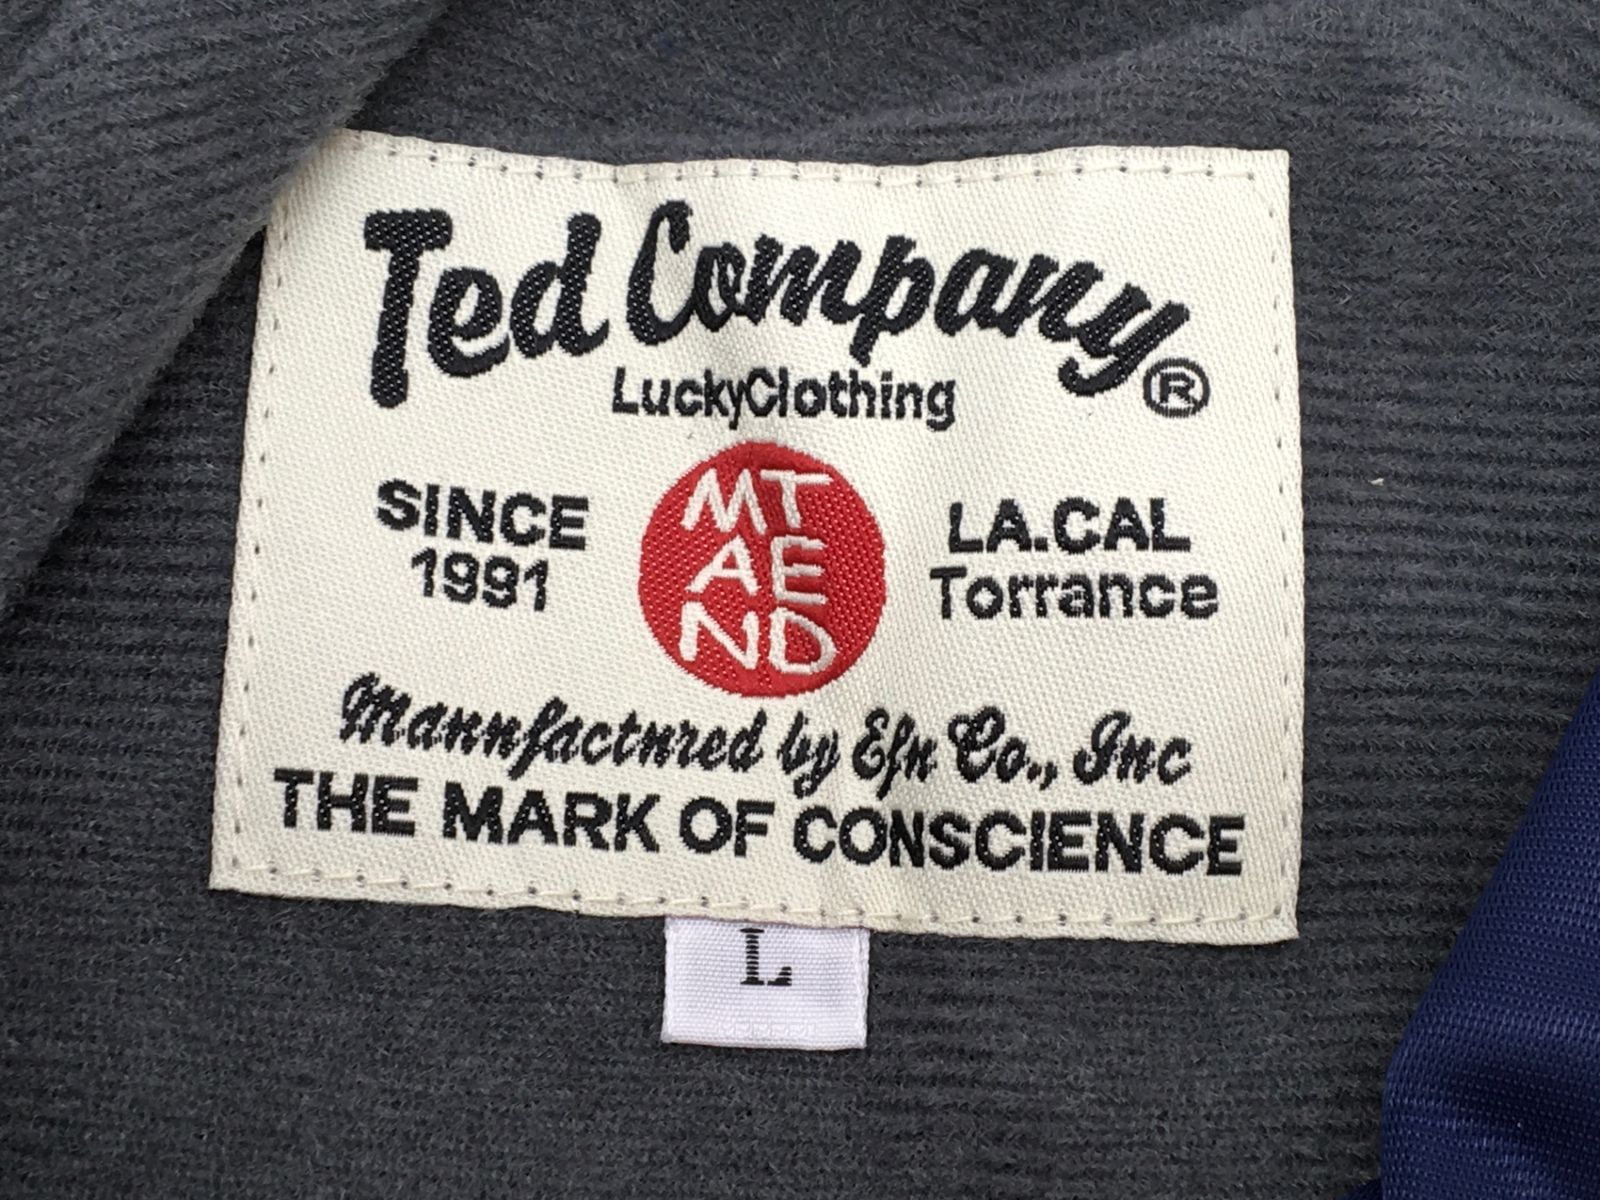 Ted Company®
LuckyClothing
SINCE
1991
MT
AE
ND
LA.CAL
Torrance
Mannfactnred by Efn Co., Inc
THE MARK OF CONSCIENCE
L